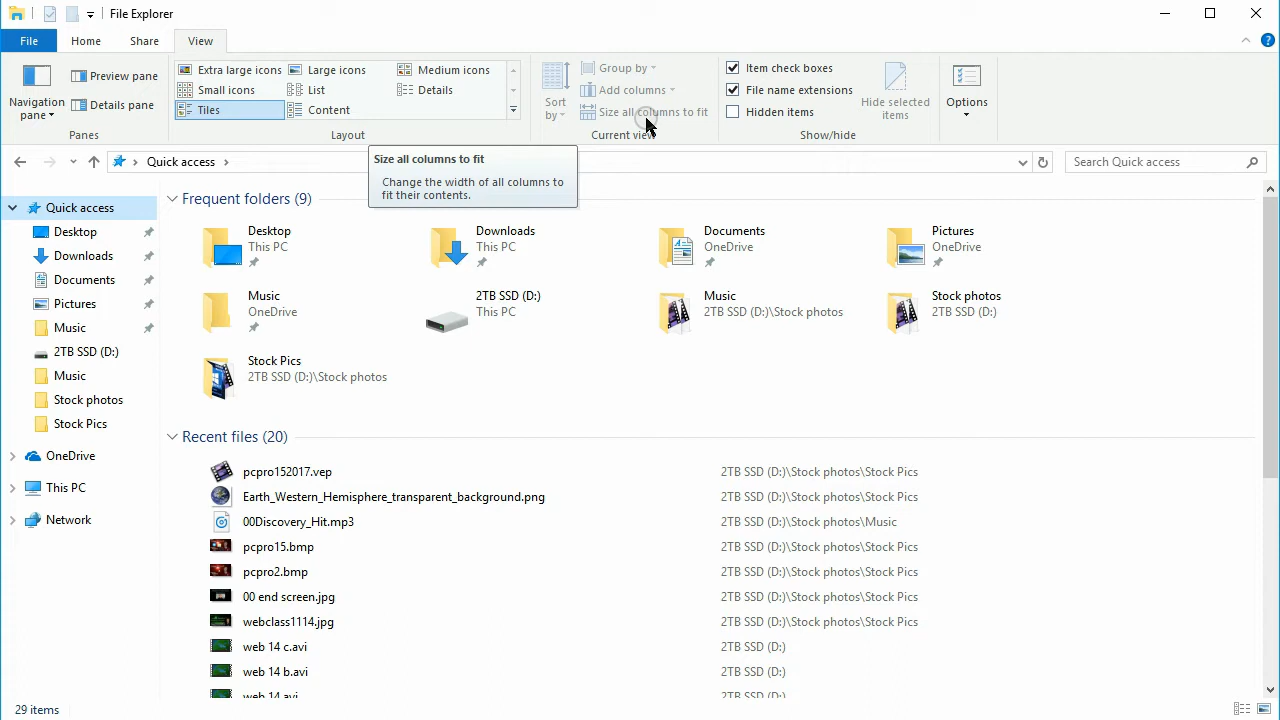 File Explorer
File Home Share View
Navigation pane
Preview pane
Details pane
Panes
Extra large icons Large icons Medium icons
Small icons List Details
Tiles Content
Layout
Sort by
Group by
Add columns
Size all columns to fit
Current view
Item check boxes
File name extensions
Hidden items
Hide selected items
Show/hide
Options
Quick access
Search Quick access
Size all columns to fit
Change the width of all columns to
fit their contents.
Quick access
Desktop
Downloads
Documents
Pictures
Music
2TB SSD (D:)
Music
Stock photos
Stock Pics
OneDrive
This PC
Network
Frequent folders (9)
Desktop
This PC
Downloads
This PC
Documents
OneDrive
Pictures
OneDrive
Music
OneDrive
2TB SSD (D:)
This PC
Music
2TB SSD (D:)\Stock photos
Stock photos
2TB SSD (D:)
Stock Pics
2TB SSD (D:)\Stock photos
Recent files (20)
pcpro152017.vep 2TB SSD (D:)\Stock photos\Stock Pics
Earth_Western_Hemisphere_transparent_background.png 2TB SSD (D:)\Stock photos\Stock Pics
00Discovery_Hit.mp3 2TB SSD (D:)\Stock photos\Music
pcpro15.bmp 2TB SSD (D:)\Stock photos\Stock Pics
pcpro2.bmp 2TB SSD (D:)\Stock photos\Stock Pics
00 end screen.jpg 2TB SSD (D:)\Stock photos\Stock Pics
webclass1114.jpg 2TB SSD (D:)\Stock photos\Stock Pics
web 14 c.avi 2TB SSD (D:)
web 14 b.avi 2TB SSD (D:)
web 14.avi 2TB SSD (D:)
29 items